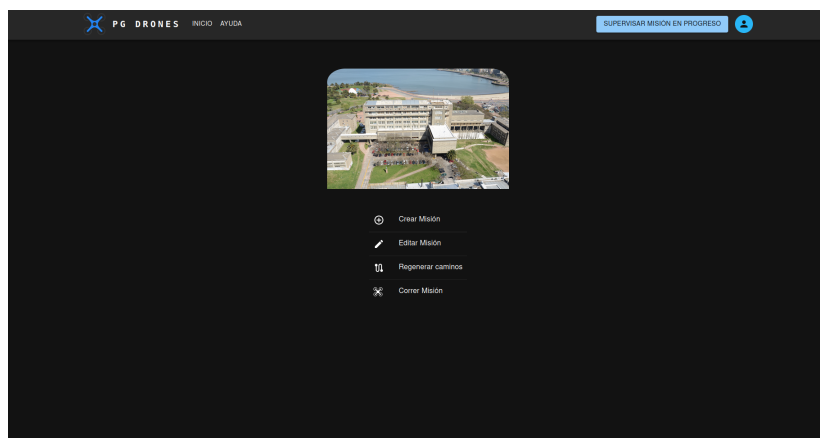 PG DRONES INICIO AYUDA SUPERVISAR MISIÓN EN PROGRESO
Crear Misión
Editar Misión
Regenerar caminos
Correr Misión